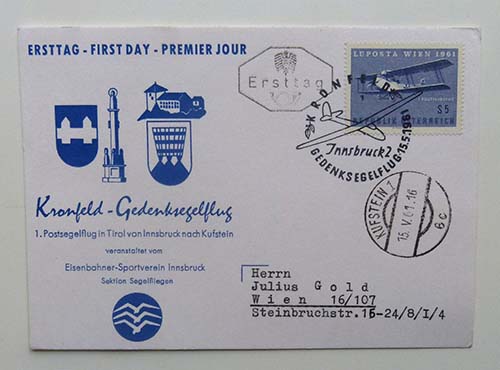 ERSTTAG - FIRST DAY - PREMIER JOUR
Ersttag
LUPOSTA WIEN 1961
S 5
REPUBLIK ÖSTERREICH
KRONFELD
Innsbruck 2
GEDENKSEGELFLUG·15.5.1961
KUFSTEIN 1
15.V.61.-16
6c
Kronfeld-Gedenksegelflug
1. Postsegelflug in Tirol von Innsbruck nach Kufstein
veranstaltet vom
Eisenbahner-Sportverein Innsbruck
Sektion Segelfliegen
Herrn
Julius Gold
Wien 16/107
Steinbruchstr.15-24/8/I/4